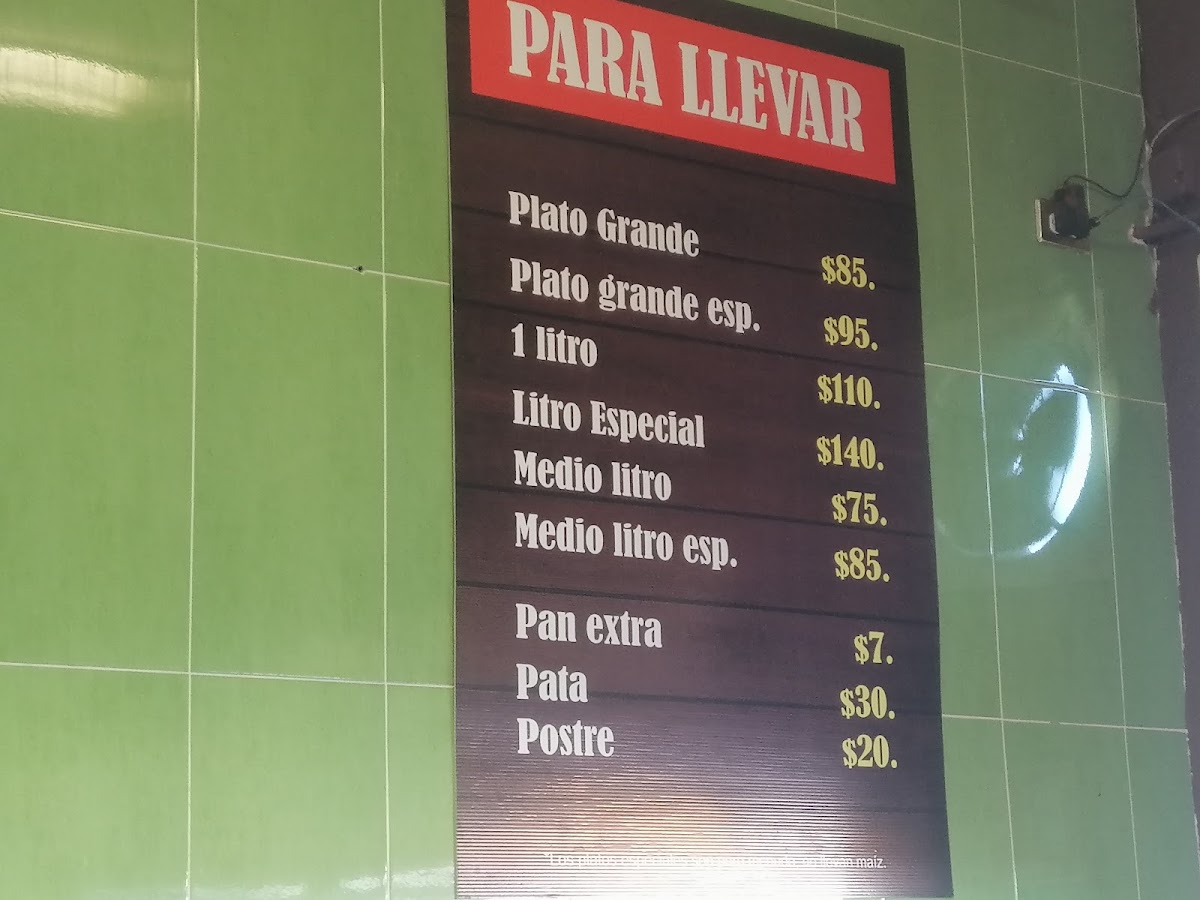 PARA LLEVAR
Plato Grande $85.
Plato grande esp. $95.
1 litro $110.
Litro Especial $140.
Medio litro $75.
Medio litro esp. $85.
Pan extra $7.
Pata $30.
Postre $20.
maíz.